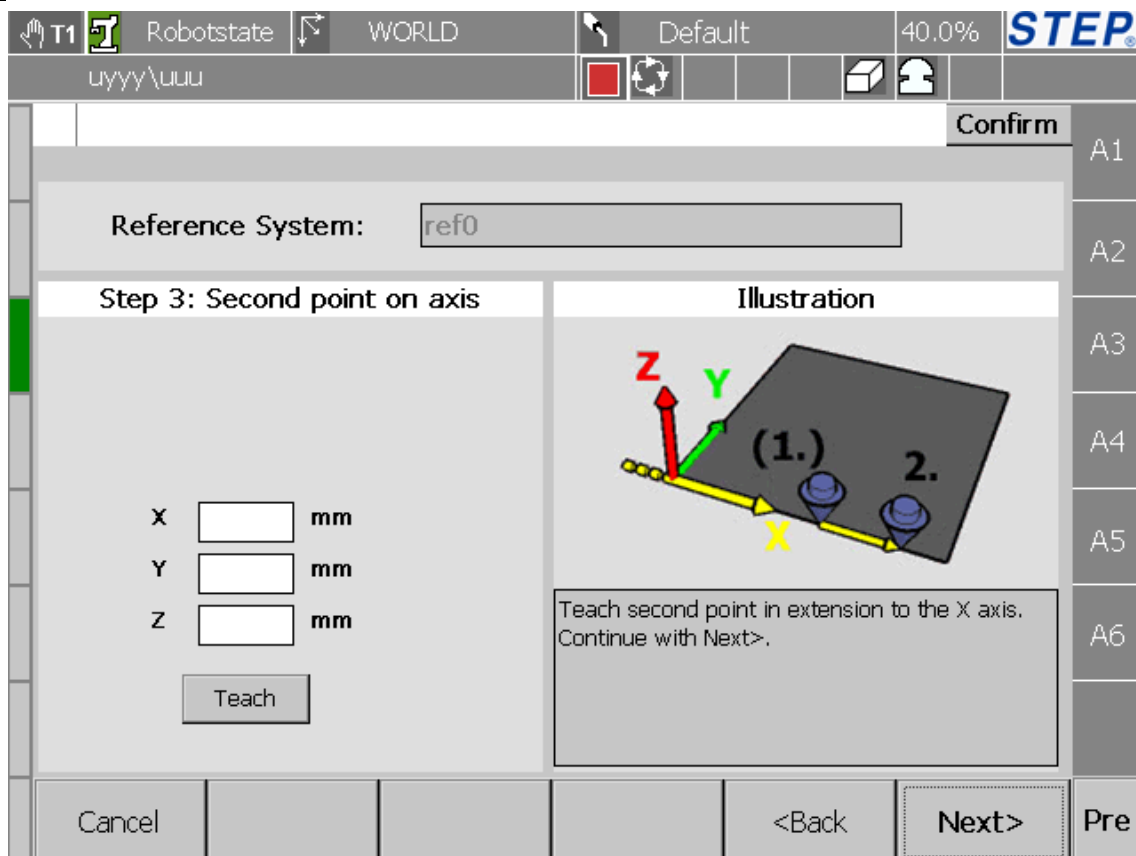 T1 Robotstate WORLD Default 40.0% STEP®
uyyy\uuu
Confirm
A1
Reference System: ref0
A2
Step 3: Second point on axis
Illustration
A3
Z Y
(1.) 2.
A4
X
X mm
Y mm
Z mm
A5
Teach second point in extension to the X axis.
Continue with Next>.
A6
Teach
Cancel <Back Next> Pre